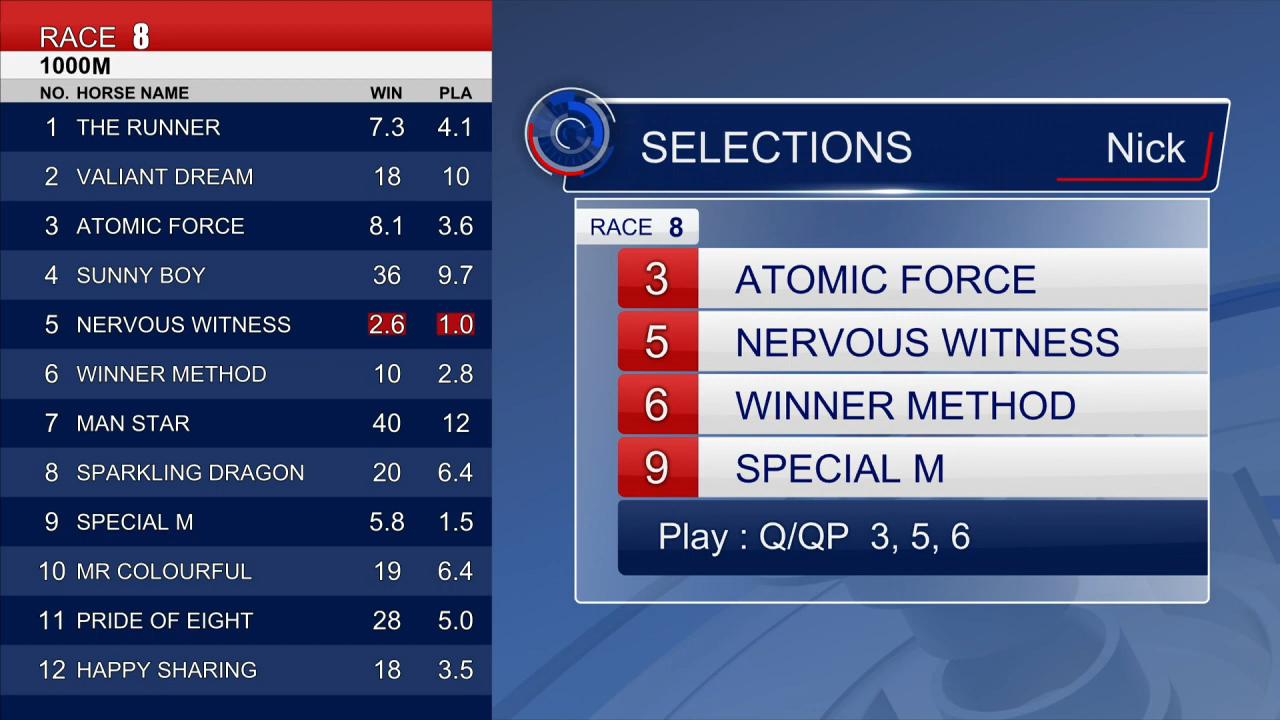 RACE 8
1000M
NO. HORSE NAME WIN PLA
1 THE RUNNER 7.3 4.1
2 VALIANT DREAM 18 10
3 ATOMIC FORCE 8.1 3.6
4 SUNNY BOY 36 9.7
5 NERVOUS WITNESS 2.6 1.0
6 WINNER METHOD 10 2.8
7 MAN STAR 40 12
8 SPARKLING DRAGON 20 6.4
9 SPECIAL M 5.8 1.5
10 MR COLOURFUL 19 6.4
11 PRIDE OF EIGHT 28 5.0
12 HAPPY SHARING 18 3.5
SELECTIONS Nick
RACE 8
3 ATOMIC FORCE
5 NERVOUS WITNESS
6 WINNER METHOD
9 SPECIAL M
Play : Q/QP 3, 5, 6